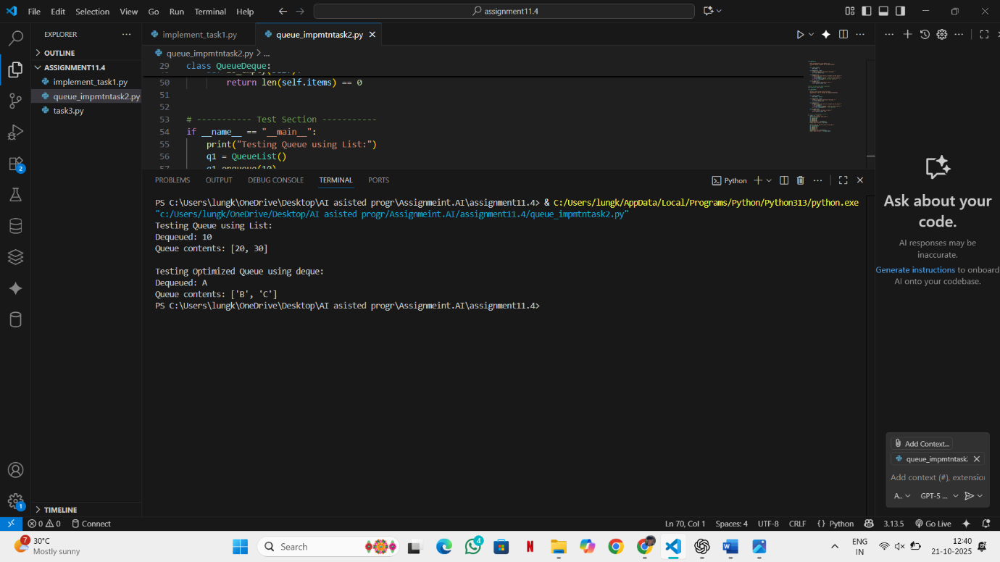 File Edit Selection View Go Run Terminal Help
assignment11.4
EXPLORER
OUTLINE
ASSIGNMENT11.4
implement_task1.py
queue_impmtntask2.py
task3.py
TIMELINE
2
1
implement_task1.py
queue_impmtntask2.py
queue_impmtntask2.py > ...
29 class QueueDeque:
50 return len(self.items) == 0
51
52
53 # ----------- Test Section -----------
54 if __name__ == "__main__":
55 print("Testing Queue using List:")
56 q1 = QueueList()
57 q1.enqueue(10)
PROBLEMS OUTPUT DEBUG CONSOLE TERMINAL PORTS
Python
PS C:\Users\lungk\OneDrive\Desktop\AI asisted progr\Assignmeint.AI\assignment11.4> & C:/Users/lungk/AppData/Local/Programs/Python/Python313/python.exe
"c:/Users/lungk/OneDrive/Desktop/AI asisted progr/Assignmeint.AI/assignment11.4/queue_impmtntask2.py"
Testing Queue using List:
Dequeued: 10
Queue contents: [20, 30]
Testing Optimized Queue using deque:
Dequeued: A
Queue contents: ['B', 'C']
PS C:\Users\lungk\OneDrive\Desktop\AI asisted progr\Assignmeint.AI\assignment11.4>
Ask about your
code.
AI responses may be
inaccurate.
Generate instructions to onboard
AI onto your codebase.
Add Context...
queue_impmtntask.
Add context (#), extension
A.. GPT-5 ...
0 0 Connect
Ln 70, Col 1 Spaces: 4 UTF-8 CRLF {} Python 3.13.5 Go Live
7
30°C
Mostly sunny
Search
4
N
ENG
IN
12:40
21-10-2025